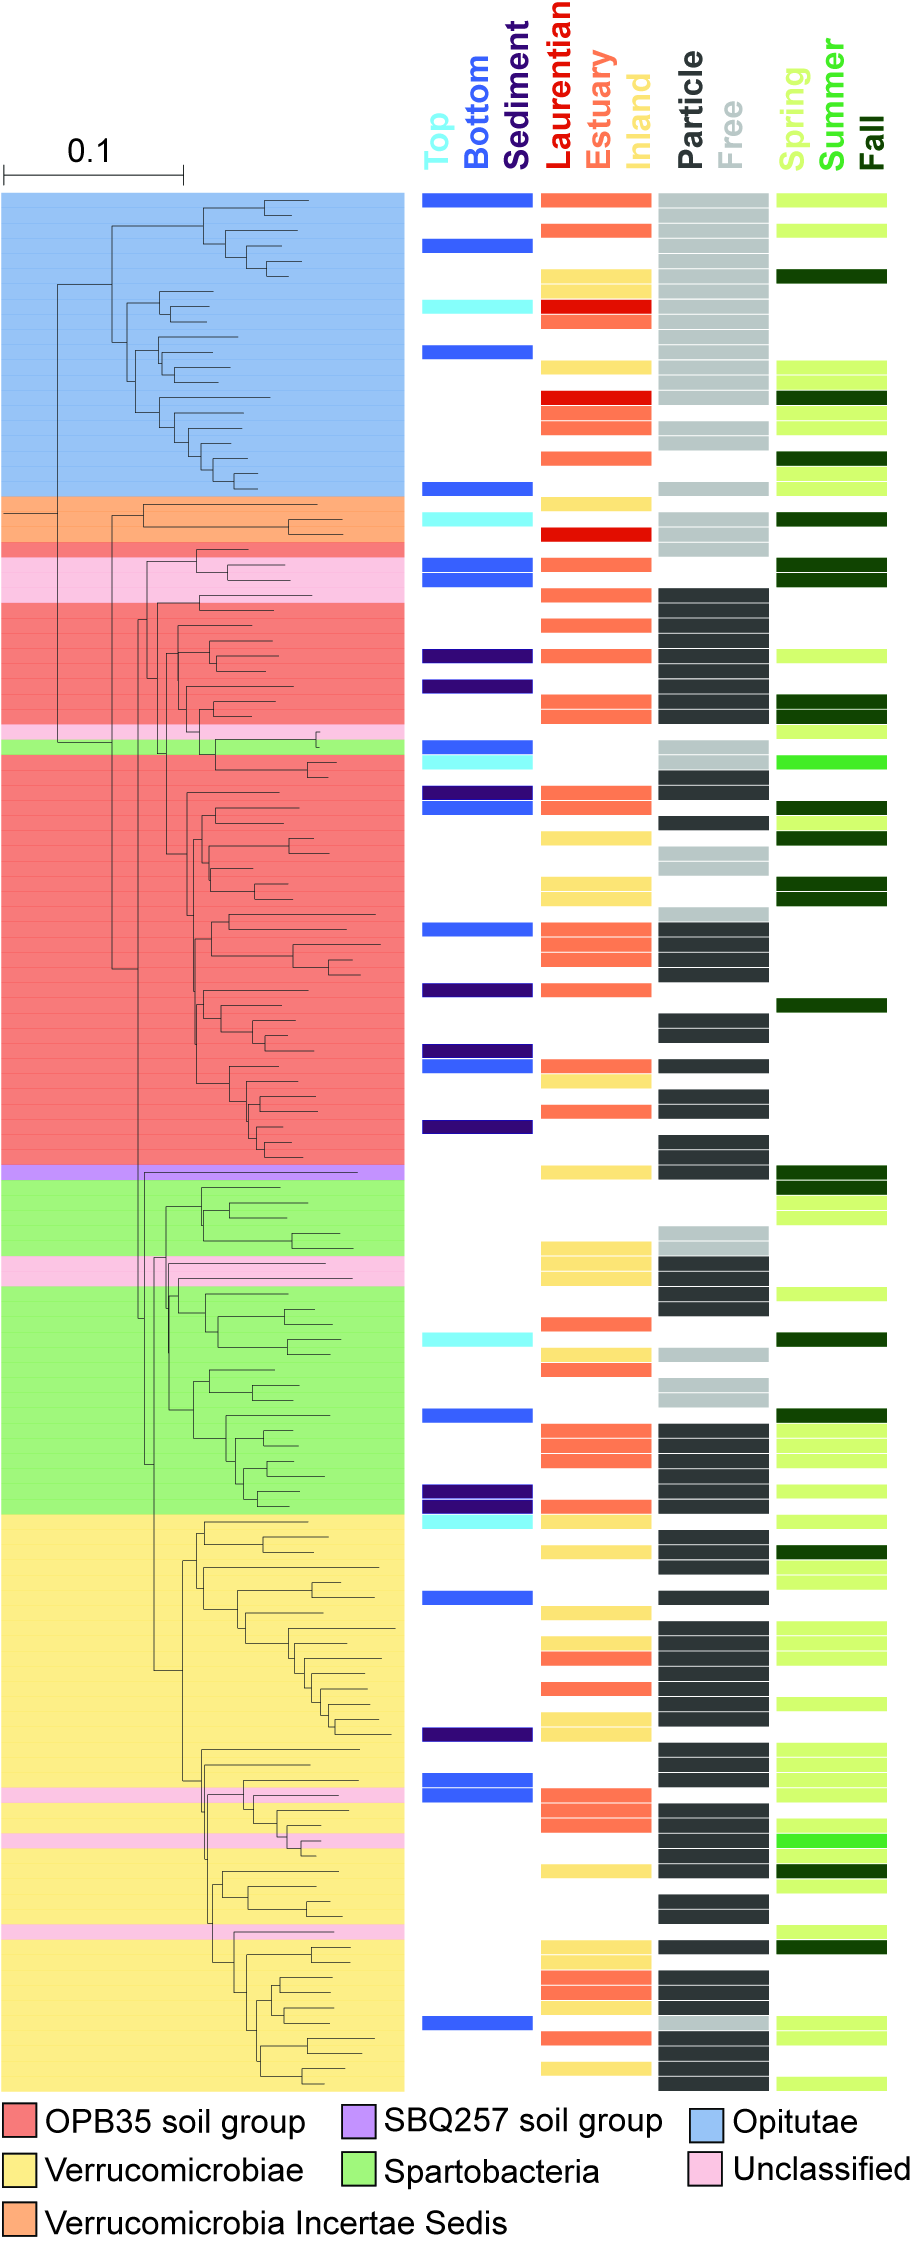 Top
Bottom
Sediment
Laurentian
Estuary
Inland
Particle
Free
Spring
Summer
Fall
0.1
OPB35 soil group
SBQ257 soil group
Opitutae
Verrucomicrobiae
Spartobacteria
Unclassified
Verrucomicrobia Incertae Sedis